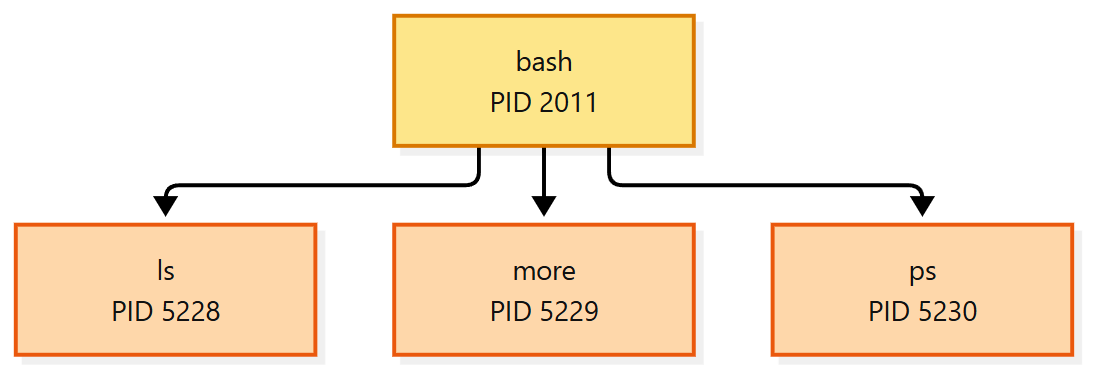 bash
PID 2011
ls
PID 5228
more
PID 5229
ps
PID 5230